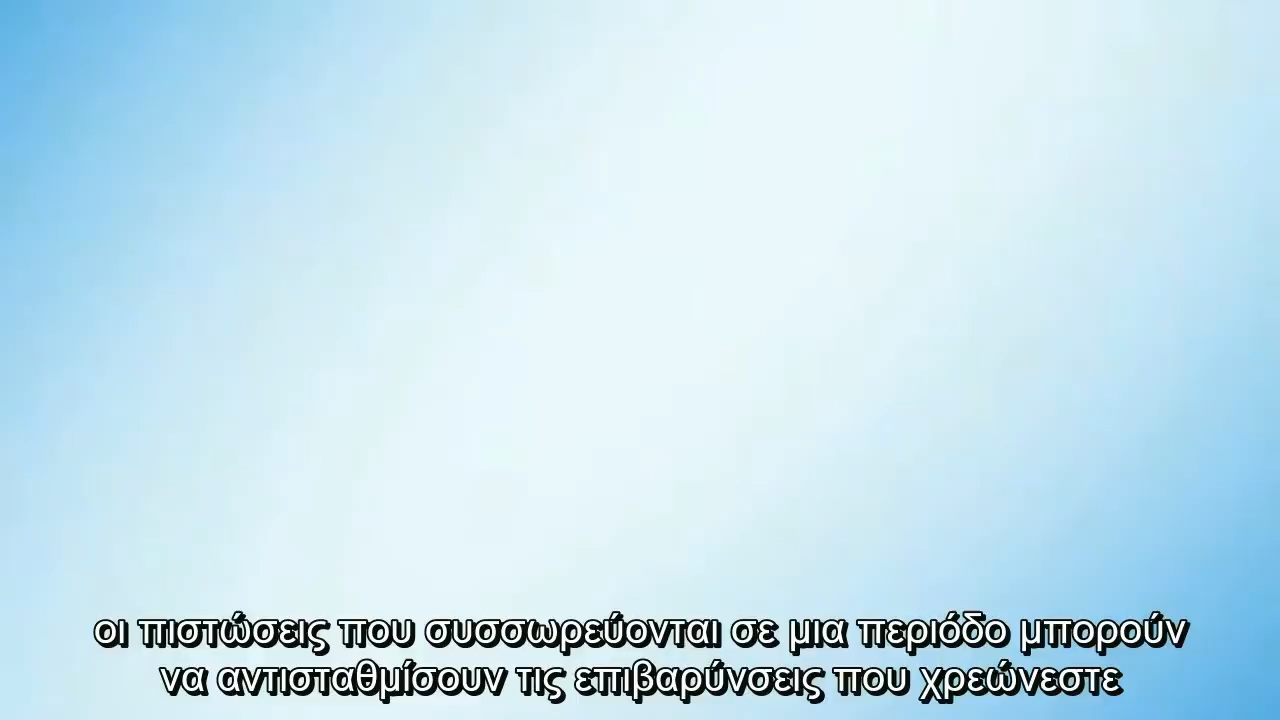 οι πιστώσεις που συσσωρεύονται σε μια περιόδο μπορούν
να αντισταθμίσουν τις επιβαρύνσεις που χρεώνεστε